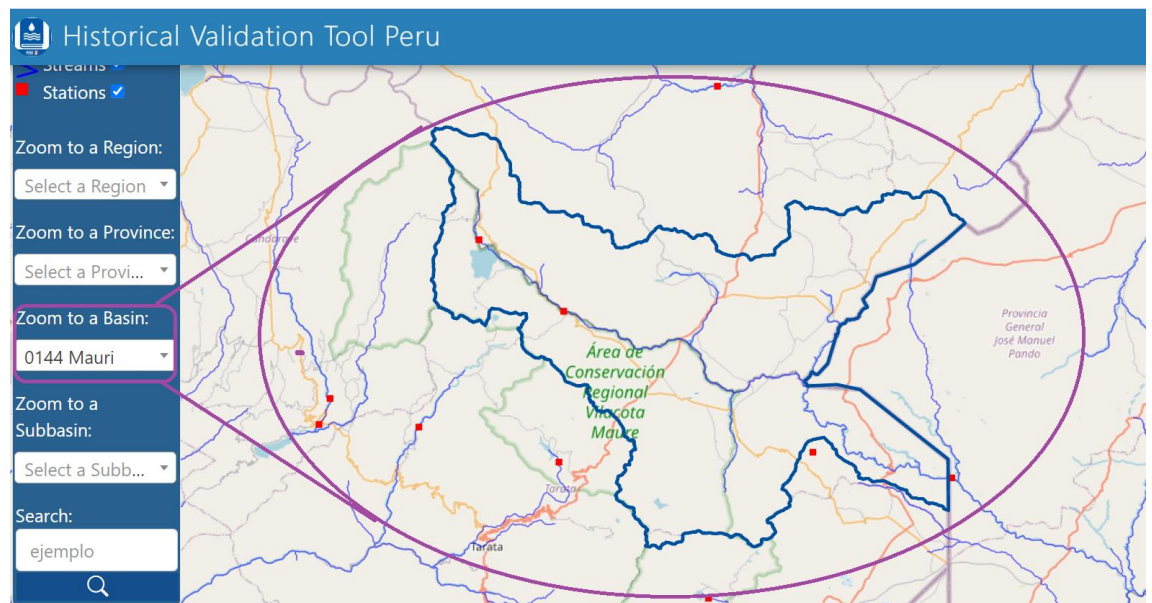 Historical Validation Tool Peru
Streams
Stations
Zoom to a Region:
Select a Region
Zoom to a Province:
Select a Provi...
Zoom to a Basin:
0144 Mauri
Zoom to a
Subbasin:
Select a Subb...
Search:
ejemplo
Candarave
Área de
Conservación
Regional
Vilacota
Maure
Provincia
General
José Manuel
Pando
Tarata
Tarata